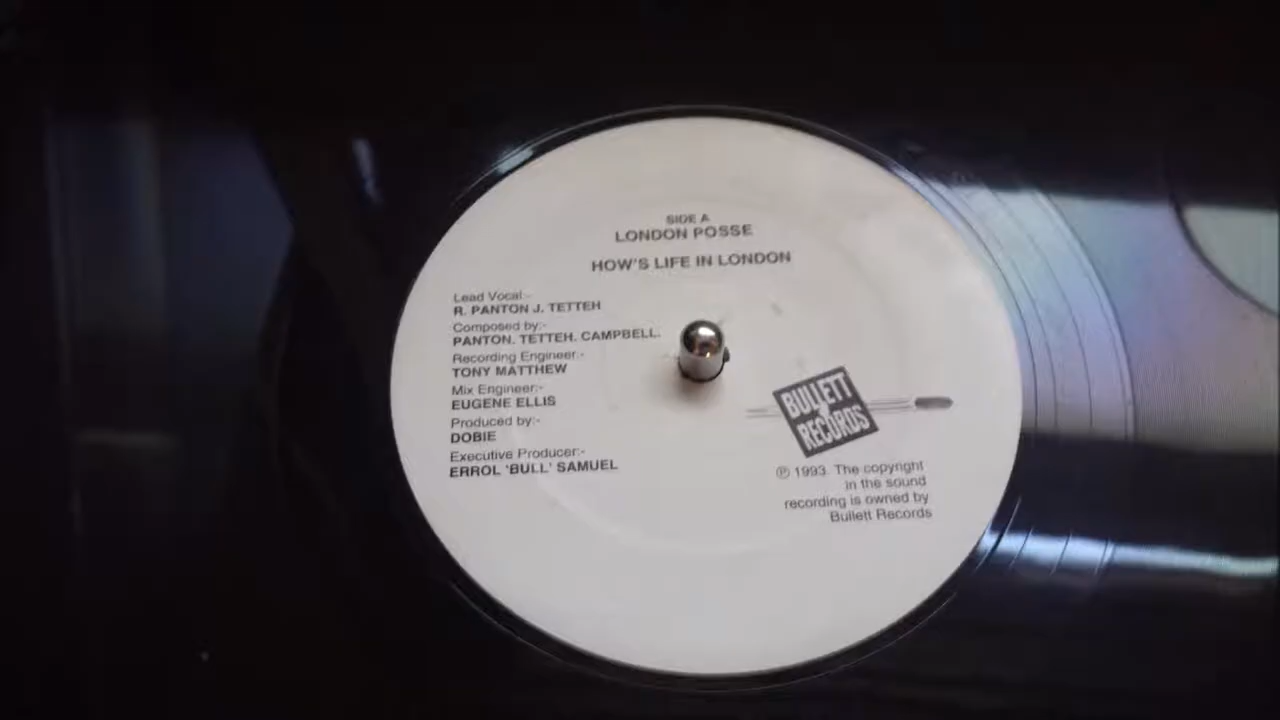 SIDE A
LONDON POSSE
HOW'S LIFE IN LONDON
Lead Vocal:-
R. PANTON J. TETTEH
Composed by:-
PANTON. TETTEH. CAMPBELL.
Recording Engineer:-
TONY MATTHEW
Mix Engineer:-
EUGENE ELLIS
Produced by:-
DOBIE
Executive Producer:-
ERROL 'BULL' SAMUEL
BULLETT
RECORDS
℗ 1993. The copyright
in the sound
recording is owned by
Bullett Records